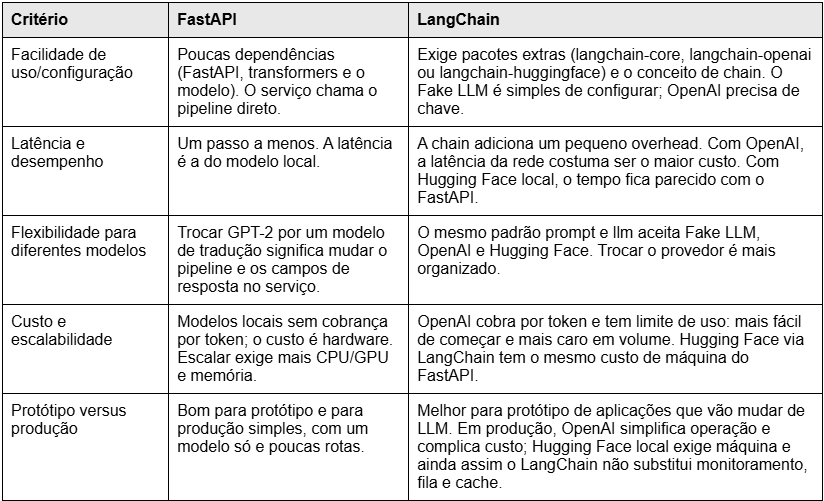 Critério
FastAPI
LangChain
Facilidade de
uso/configuração
Poucas dependências
(FastAPI, transformers e o
modelo). O serviço chama o
pipeline direto.
Exige pacotes extras (langchain-core, langchain-openai
ou langchain-huggingface) e o conceito de chain. O
Fake LLM é simples de configurar; OpenAI precisa de
chave.
Latência e
desempenho
Um passo a menos. A latência
é a do modelo local.
A chain adiciona um pequeno overhead. Com OpenAI,
a latência da rede costuma ser o maior custo. Com
Hugging Face local, o tempo fica parecido com o
FastAPI.
Flexibilidade para
diferentes modelos
Trocar GPT-2 por um modelo
de tradução significa mudar o
pipeline e os campos de
resposta no serviço.
O mesmo padrão prompt e llm aceita Fake LLM,
OpenAI e Hugging Face. Trocar o provedor é mais
organizado.
Custo e
escalabilidade
Modelos locais sem cobrança
por token; o custo é hardware.
Escalar exige mais CPU/GPU
e memória.
OpenAI cobra por token e tem limite de uso: mais fácil
de começar e mais caro em volume. Hugging Face via
LangChain tem o mesmo custo de máquina do
FastAPI.
Protótipo versus
produção
Bom para protótipo e para
produção simples, com um
modelo só e poucas rotas.
Melhor para protótipo de aplicações que vão mudar de
LLM. Em produção, OpenAI simplifica operação e
complica custo; Hugging Face local exige máquina e
ainda assim o LangChain não substitui monitoramento,
fila e cache.